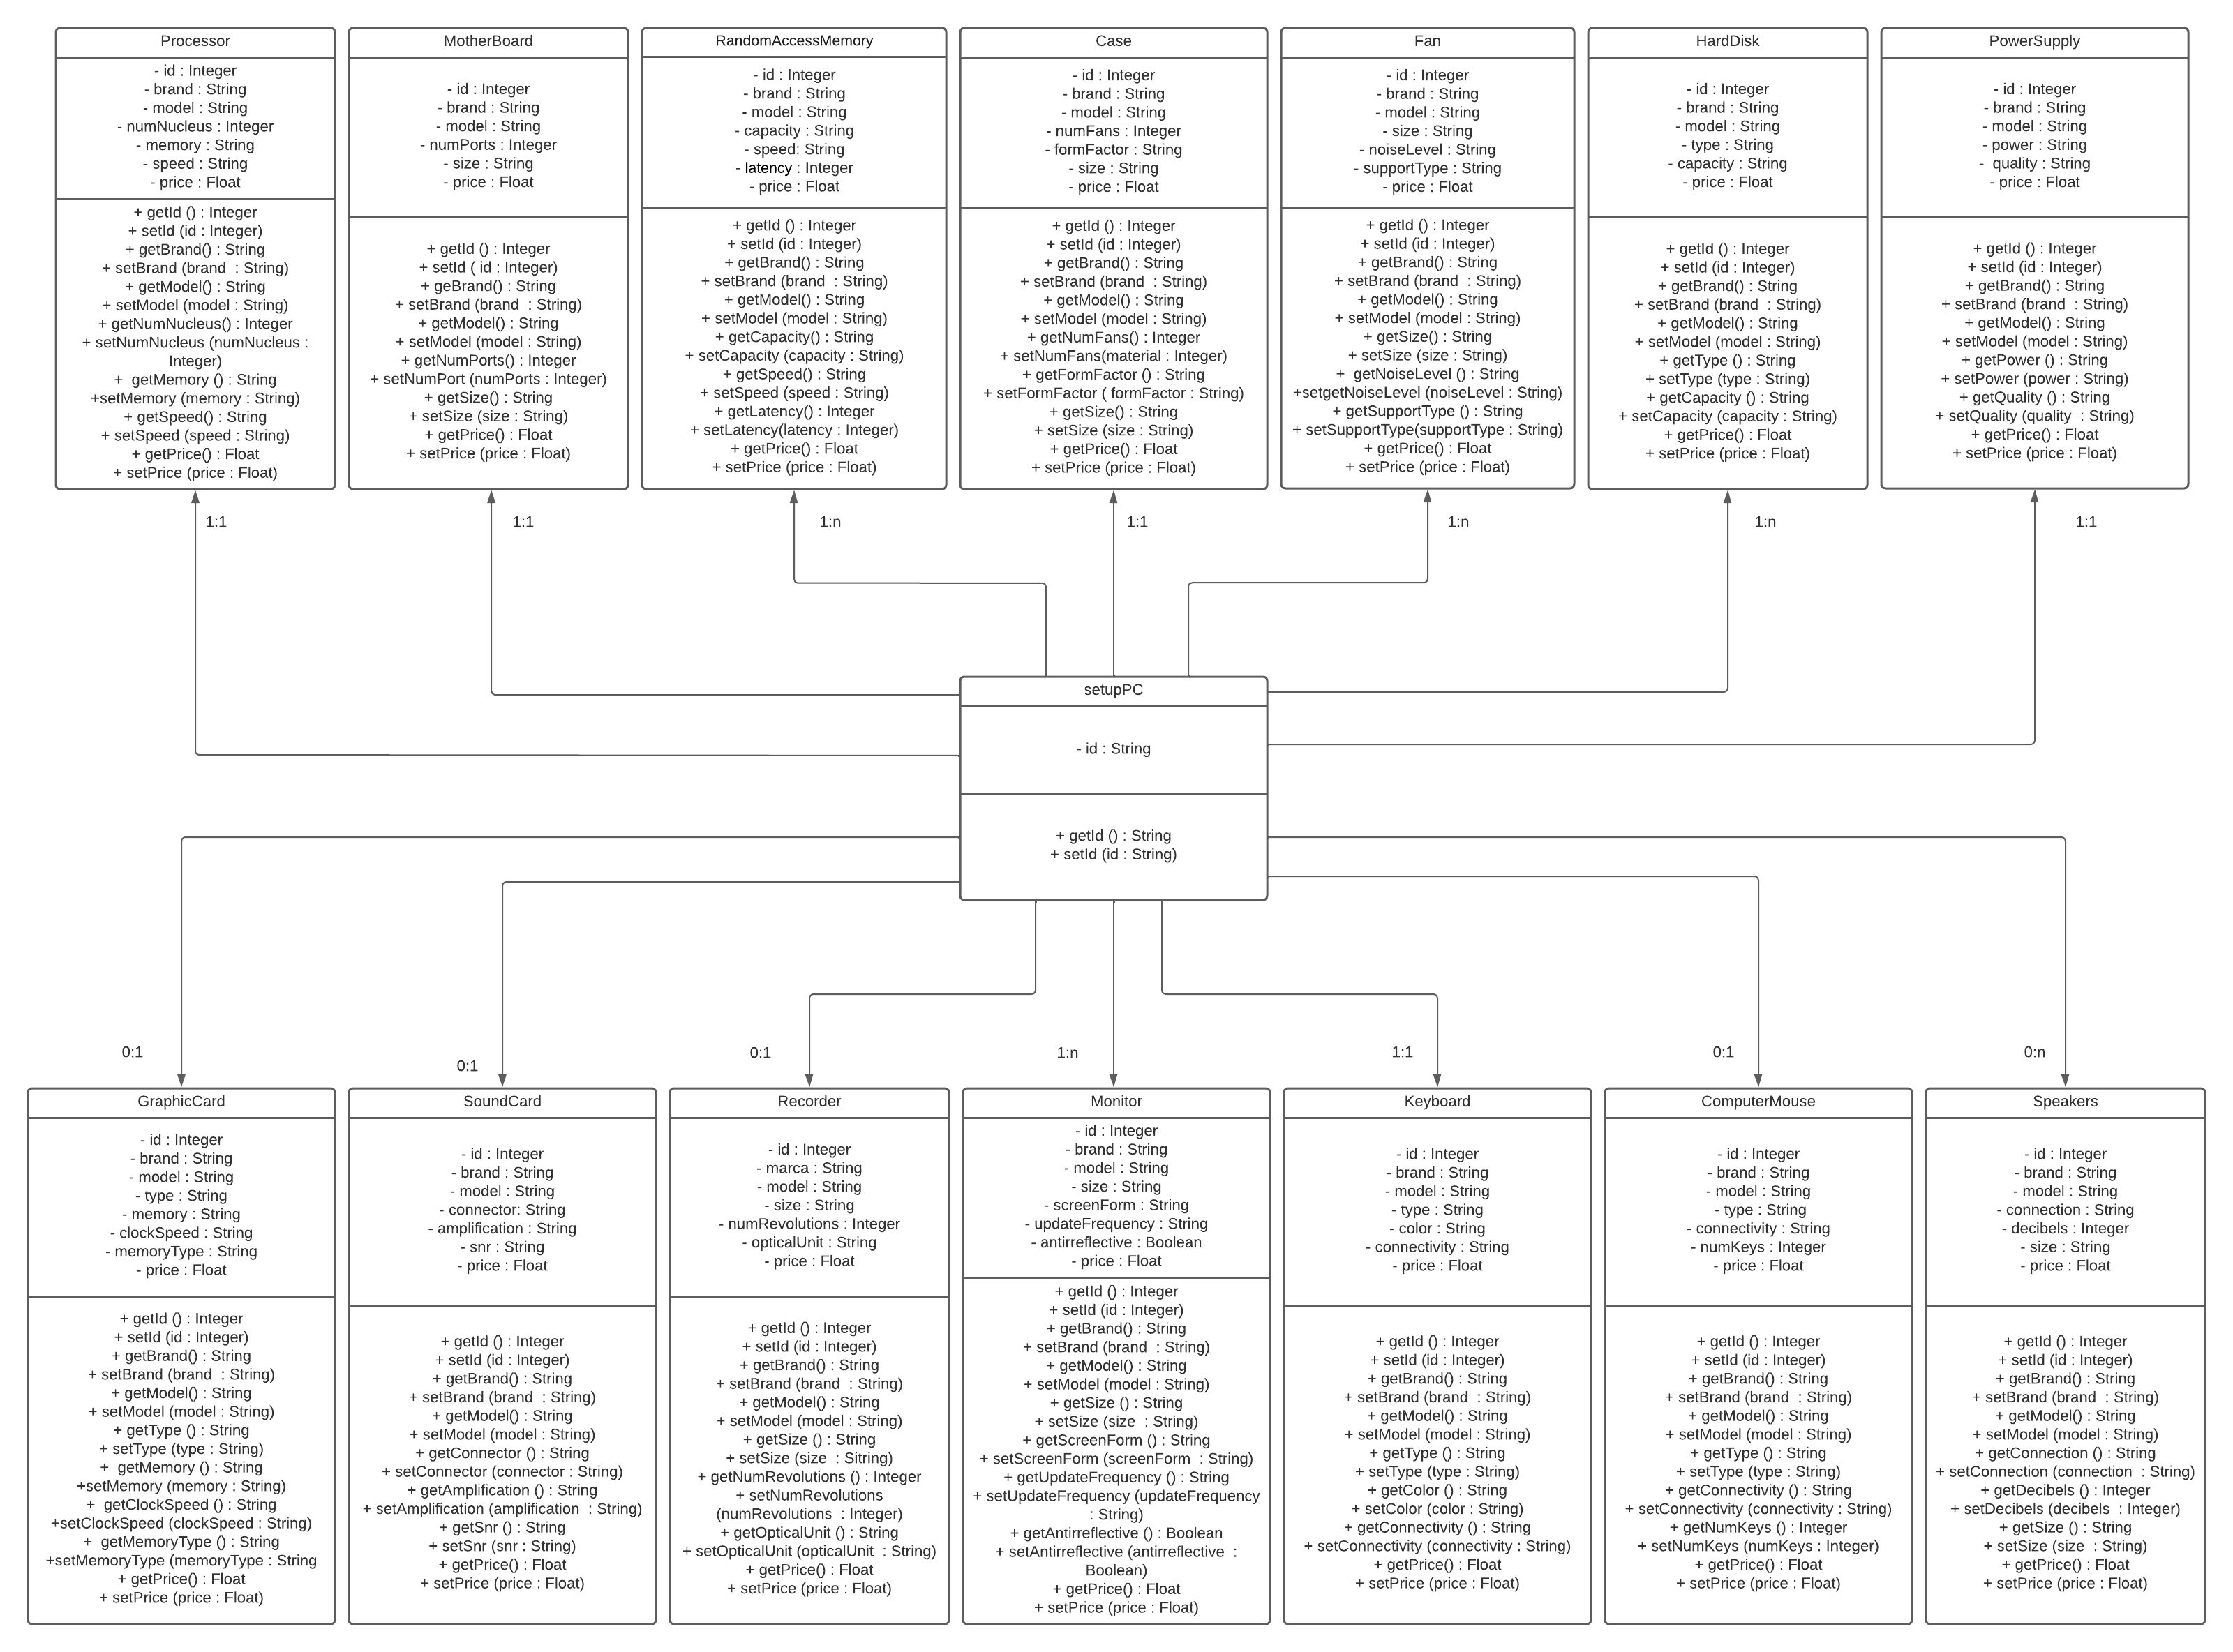 Processor
- id : Integer
- brand : String
- model : String
- numNucleus : Integer
- memory : String
- speed : String
- price : Float
+ getId () : Integer
+ setId (id : Integer)
+ getBrand() : String
+ setBrand (brand  : String)
+ getModel() : String
+ setModel (model : String)
+ getNumNucleus() : Integer
+ setNumNucleus (numNucleus :
Integer)
+  getMemory () : String
+setMemory (memory : String)
+ getSpeed() : String
+ setSpeed (speed : String)
+ getPrice() : Float
+ setPrice (price : Float)
MotherBoard
- id : Integer
- brand : String
- model : String
- numPorts : Integer
- size : String
- price : Float
+ getId () : Integer
+ setId ( id : Integer)
+ geBrand() : String
+ setBrand (brand  : String)
+ getModel() : String
+ setModel (model : String)
+ getNumPorts() : Integer
+ setNumPort (numPorts : Integer)
+ getSize() : String
+ setSize (size : String)
+ getPrice() : Float
+ setPrice (price : Float)
RandomAccessMemory
- id : Integer
- brand : String
- model : String
- capacity : String
- speed: String
- latency : Integer
- price : Float
+ getId () : Integer
+ setId (id : Integer)
+ getBrand() : String
+ setBrand (brand  : String)
+ getModel() : String
+ setModel (model : String)
+ getCapacity() : String
+ setCapacity (capacity : String)
+ getSpeed() : String
+ setSpeed (speed : String)
+ getLatency() : Integer
+ setLatency(latency : Integer)
+ getPrice() : Float
+ setPrice (price : Float)
Case
- id : Integer
- brand : String
- model : String
- numFans : Integer
- formFactor : String
- size : String
- price : Float
+ getId () : Integer
+ setId (id : Integer)
+ getBrand() : String
+ setBrand (brand  : String)
+ getModel() : String
+ setModel (model : String)
+ getNumFans() : Integer
+ setNumFans(material : Integer)
+ getFormFactor () : String
+ setFormFactor ( formFactor : String)
+ getSize() : String
+ setSize (size : String)
+ getPrice() : Float
+ setPrice (price : Float)
Fan
- id : Integer
- brand : String
- model : String
- size : String
- noiseLevel : String
- supportType : String
- price : Float
+ getId () : Integer
+ setId (id : Integer)
+ getBrand() : String
+ setBrand (brand  : String)
+ getModel() : String
+ setModel (model : String)
+ getSize() : String
+ setSize (size : String)
+  getNoiseLevel () : String
+setgetNoiseLevel (noiseLevel : String)
+ getSupportType () : String
+ setSupportType(supportType : String)
+ getPrice() : Float
+ setPrice (price : Float)
HardDisk
- id : Integer
- brand : String
- model : String
- type : String
- capacity : String
- price : Float
+ getId () : Integer
+ setId (id : Integer)
+ getBrand() : String
+ setBrand (brand  : String)
+ getModel() : String
+ setModel (model : String)
+ getType () : String
+ setType (type : String)
+ getCapacity () : String
+ setCapacity (capacity : String)
+ getPrice() : Float
+ setPrice (price : Float)
PowerSupply
- id : Integer
- brand : String
- model : String
- power : String
-  quality : String
- price : Float
+ getId () : Integer
+ setId (id : Integer)
+ getBrand() : String
+ setBrand (brand  : String)
+ getModel() : String
+ setModel (model : String)
+ getPower () : String
+ setPower (power : String)
+ getQuality () : String
+ setQuality (quality  : String)
+ getPrice() : Float
+ setPrice (price : Float)
1:1
1:1
1:n
1:1
1:n
1:n
1:1
setupPC
- id : String
+ getId () : String
+ setId (id : String)
0:1
0:1
0:1
1:n
1:1
0:1
0:n
GraphicCard
- id : Integer
- brand : String
- model : String
- type : String
- memory : String
- clockSpeed : String
- memoryType : String
- price : Float
+ getId () : Integer
+ setId (id : Integer)
+ getBrand() : String
+ setBrand (brand  : String)
+ getModel() : String
+ setModel (model : String)
+ getType () : String
+ setType (type : String)
+  getMemory () : String
+setMemory (memory : String)
+  getClockSpeed () : String
+setClockSpeed (clockSpeed : String)
+  getMemoryType () : String
+setMemoryType (memoryType : String
+ getPrice() : Float
+ setPrice (price : Float)
SoundCard
- id : Integer
- brand : String
- model : String
- connector: String
- amplification : String
- snr : String
- price : Float
+ getId () : Integer
+ setId (id : Integer)
+ getBrand() : String
+ setBrand (brand  : String)
+ getModel() : String
+ setModel (model : String)
+ getConnector () : String
+ setConnector (connector : String)
+ getAmplification () : String
+ setAmplification (amplification  : String)
+ getSnr () : String
+ setSnr (snr : String)
+ getPrice() : Float
+ setPrice (price : Float)
Recorder
- id : Integer
- marca : String
- model : String
- size : String
- numRevolutions : Integer
- opticalUnit : String
- price : Float
+ getId () : Integer
+ setId (id : Integer)
+ getBrand() : String
+ setBrand (brand  : String)
+ getModel() : String
+ setModel (model : String)
+ getSize () : String
+ setSize (size  : Sitring)
+ getNumRevolutions () : Integer
+ setNumRevolutions
(numRevolutions  : Integer)
+ getOpticalUnit () : String
+ setOpticalUnit (opticalUnit  : String)
+ getPrice() : Float
+ setPrice (price : Float)
Monitor
- id : Integer
- brand : String
- model : String
- size : String
- screenForm : String
- updateFrequency : String
- antirreflective : Boolean
- price : Float
+ getId () : Integer
+ setId (id : Integer)
+ getBrand() : String
+ setBrand (brand  : String)
+ getModel() : String
+ setModel (model : String)
+ getSize () : String
+ setSize (size  : String)
+ getScreenForm () : String
+ setScreenForm (screenForm  : String)
+ getUpdateFrequency () : String
+ setUpdateFrequency (updateFrequency
: String)
+ getAntirreflective () : Boolean
+ setAntirreflective (antirreflective  :
Boolean)
+ getPrice() : Float
+ setPrice (price : Float)
Keyboard
- id : Integer
- brand : String
- model : String
- type : String
- color : String
- connectivity : String
- price : Float
+ getId () : Integer
+ setId (id : Integer)
+ getBrand() : String
+ setBrand (brand  : String)
+ getModel() : String
+ setModel (model : String)
+ getType () : String
+ setType (type : String)
+ getColor () : String
+ setColor (color : String)
+ getConnectivity () : String
+ setConnectivity (connectivity : String)
+ getPrice() : Float
+ setPrice (price : Float)
ComputerMouse
- id : Integer
- brand : String
- model : String
- type : String
- connectivity : String
- numKeys : Integer
- price : Float
+ getId () : Integer
+ setId (id : Integer)
+ getBrand() : String
+ setBrand (brand  : String)
+ getModel() : String
+ setModel (model : String)
+ getType () : String
+ setType (type : String)
+ getConnectivity () : String
+ setConnectivity (connectivity : String)
+ getNumKeys () : Integer
+ setNumKeys (numKeys : Integer)
+ getPrice() : Float
+ setPrice (price : Float)
Speakers
- id : Integer
- brand : String
- model : String
- connection : String
- decibels : Integer
- size : String
- price : Float
+ getId () : Integer
+ setId (id : Integer)
+ getBrand() : String
+ setBrand (brand  : String)
+ getModel() : String
+ setModel (model : String)
+ getConnection () : String
+ setConnection (connection  : String)
+ getDecibels () : Integer
+ setDecibels (decibels  : Integer)
+ getSize () : String
+ setSize (size  : String)
+ getPrice() : Float
+ setPrice (price : Float)